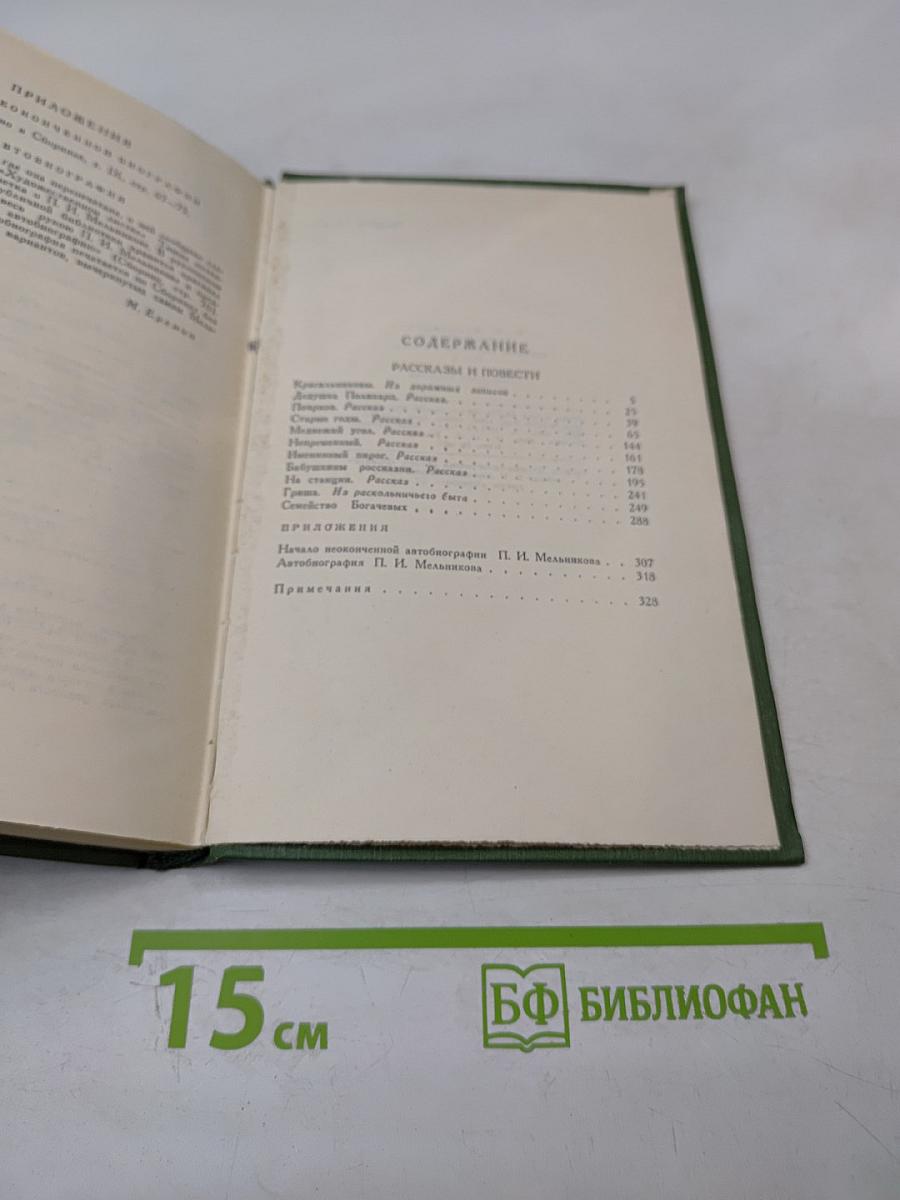 ПРИЛОЖЕНИЕ
М. Еремин
СОДЕРЖАНИЕ
РАССКАЗЫ И ПОВЕСТИ
Красильниковы. Из дорожных записок . . . . . . . 5
Дедушка Поликарп. Рассказ. . . . . . . . . . 25
Поярков. Рассказ . . . . . . . . . . 39
Старые годы. Рассказ . . . . . . . . . . 65
Медвежий угол. Рассказ . . . . . . . . . . 144
Непременный. Рассказ . . . . . . . . . . 161
Именинный пирог. Рассказ . . . . . . . . . . 178
Бабушкины россказни. Рассказ . . . . . . . . . . 195
На станции. Рассказ . . . . . . . . . . 241
Гриша. Из раскольничьего быта . . . . . . . . . . 249
Семейство Богачевых . . . . . . . . . . 288
ПРИЛОЖЕНИЯ
Начало неоконченной автобиографии П. И. Мельникова . . 307
Автобиография П. И. Мельникова . . . . . . . . . . 318
Примечания . . . . . . . . . . . . . . . . 328
15 см
БФ БИБЛИОФАН